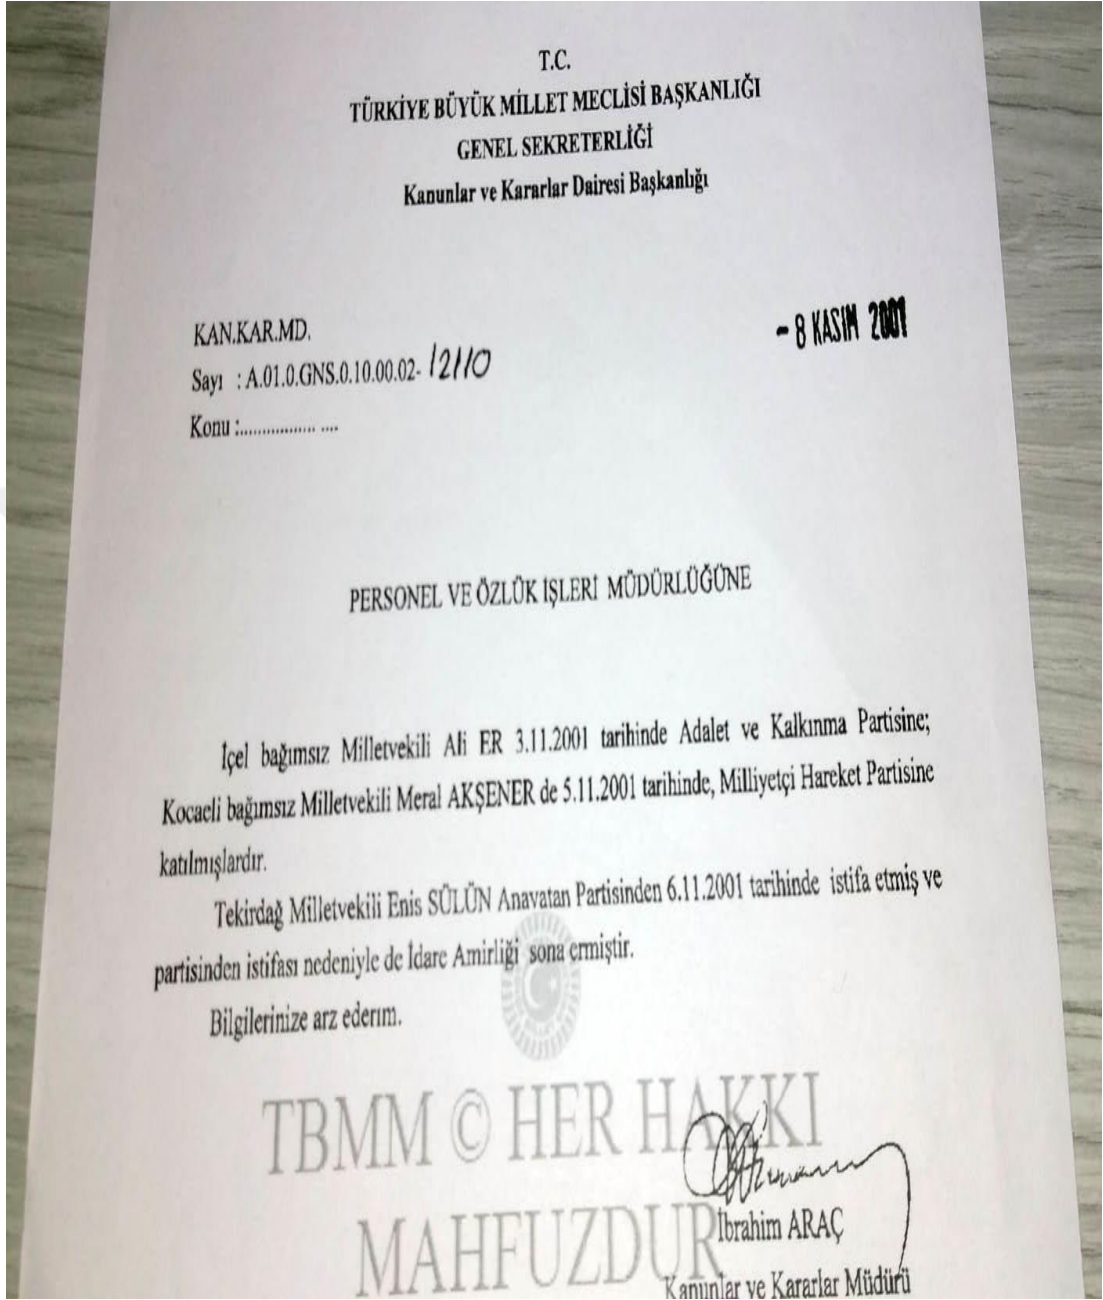 T.C.
TÜRKİYE BÜYÜK MİLLET MECLİSİ BAŞKANLIĞI
GENEL SEKRETERLİĞİ
Kanunlar ve Kararlar Dairesi Başkanlığı
KAN.KAR.MD.
- 8 KASIM 2001
Sayı : A.01.0.GNS.0.10.00.02- 12110
Konu :................. ....
PERSONEL VE ÖZLÜK İŞLERİ MÜDÜRLÜĞÜNE
İçel bağımsız Milletvekili Ali ER 3.11.2001 tarihinde Adalet ve Kalkınma Partisine;
Kocaeli bağımsız Milletvekili Meral AKŞENER de 5.11.2001 tarihinde, Milliyetçi Hareket Partisine
katılmışlardır.
Tekirdağ Milletvekili Enis SÜLÜN Anavatan Partisinden 6.11.2001 tarihinde istifa etmiş ve
partisinden istifası nedeniyle de İdare Amirliği sona ermiştir.
Bilgilerinize arz ederım.
TBMM © HER HAKKI
MAHFUZDUR
İbrahim ARAÇ
Kanunlar ve Kararlar Müdürü